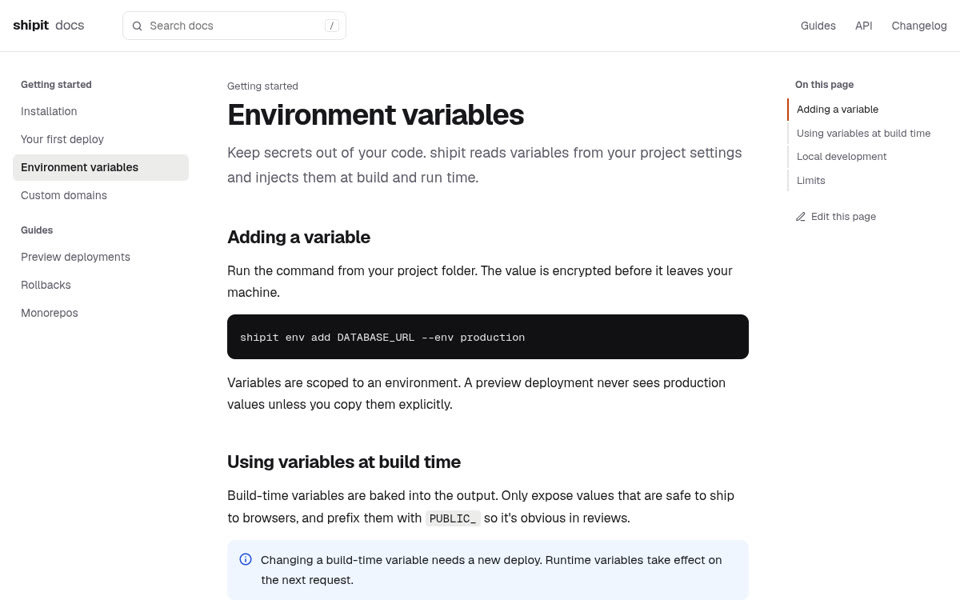 shipit docs
Search docs
/
Guides
API
Changelog
Getting started
Installation
Your first deploy
Environment variables
Custom domains
Guides
Preview deployments
Rollbacks
Monorepos
Getting started
Environment variables
Keep secrets out of your code. shipit reads variables from your project settings
and injects them at build and run time.
Adding a variable
Run the command from your project folder. The value is encrypted before it leaves your
machine.
shipit env add DATABASE_URL --env production
Variables are scoped to an environment. A preview deployment never sees production
values unless you copy them explicitly.
Using variables at build time
Build-time variables are baked into the output. Only expose values that are safe to ship
to browsers, and prefix them with PUBLIC_ so it's obvious in reviews.
Changing a build-time variable needs a new deploy. Runtime variables take effect on
the next request.
On this page
Adding a variable
Using variables at build time
Local development
Limits
Edit this page